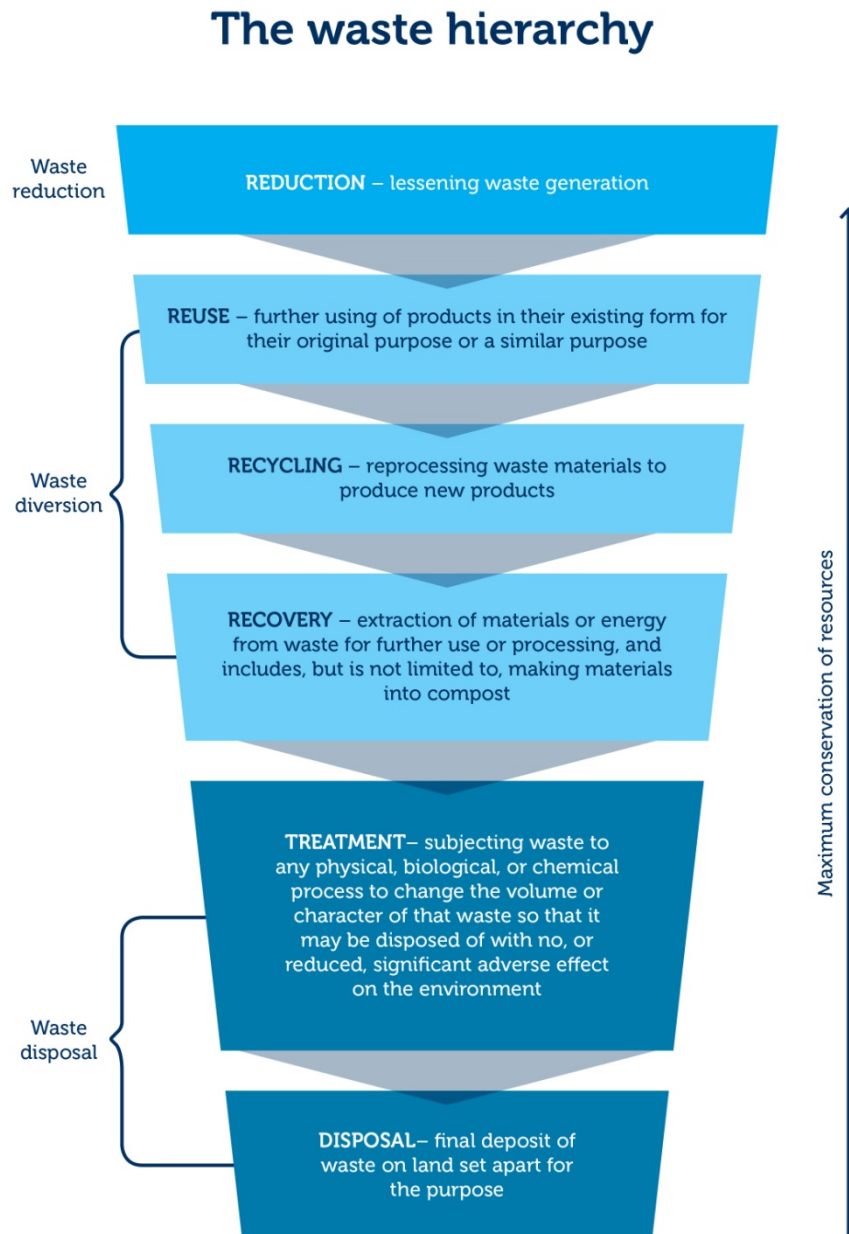 The waste hierarchy
Waste
reduction
REDUCTION – lessening waste generation
REUSE – further using of products in their existing form for
their original purpose or a similar purpose
Waste
diversion
RECYCLING – reprocessing waste materials to
produce new products
RECOVERY – extraction of materials or energy
from waste for further use or processing, and
includes, but is not limited to, making materials
into compost
Waste
disposal
TREATMENT– subjecting waste to
any physical, biological, or chemical
process to change the volume or
character of that waste so that it
may be disposed of with no, or
reduced, significant adverse effect
on the environment
DISPOSAL– final deposit of
waste on land set apart for
the purpose
Maximum conservation of resources